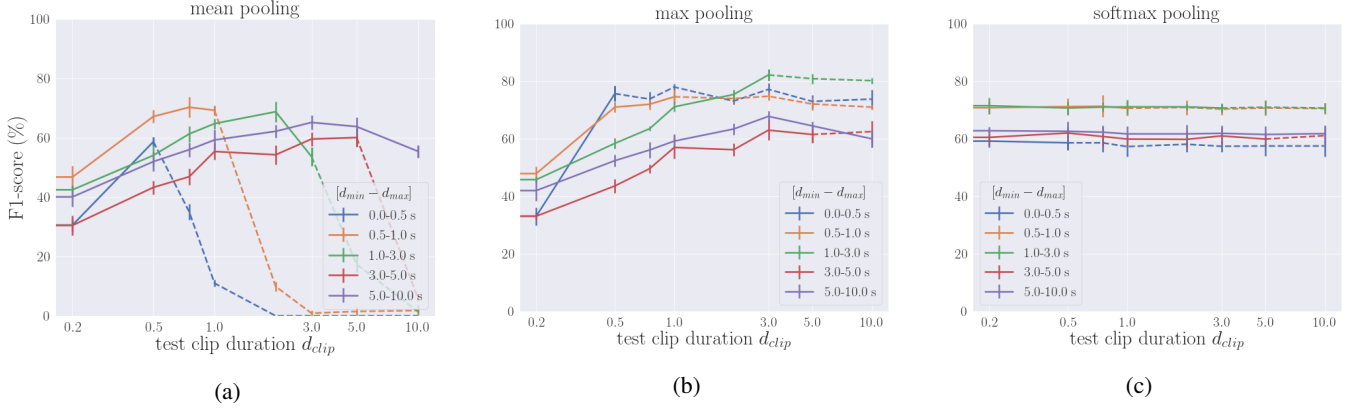 mean pooling
100
80
60
40
20
0
F1-score (%)
[d_min − d_max]
0.0-0.5 s
0.5-1.0 s
1.0-3.0 s
3.0-5.0 s
5.0-10.0 s
0.2 0.5 1.0 3.0 5.0 10.0
test clip duration d_clip
(a)
max pooling
100
80
60
40
20
0
[d_min − d_max]
0.0-0.5 s
0.5-1.0 s
1.0-3.0 s
3.0-5.0 s
5.0-10.0 s
0.2 0.5 1.0 3.0 5.0 10.0
test clip duration d_clip
(b)
softmax pooling
100
80
60
40
20
0
[d_min − d_max]
0.0-0.5 s
0.5-1.0 s
1.0-3.0 s
3.0-5.0 s
5.0-10.0 s
0.2 0.5 1.0 3.0 5.0 10.0
test clip duration d_clip
(c)